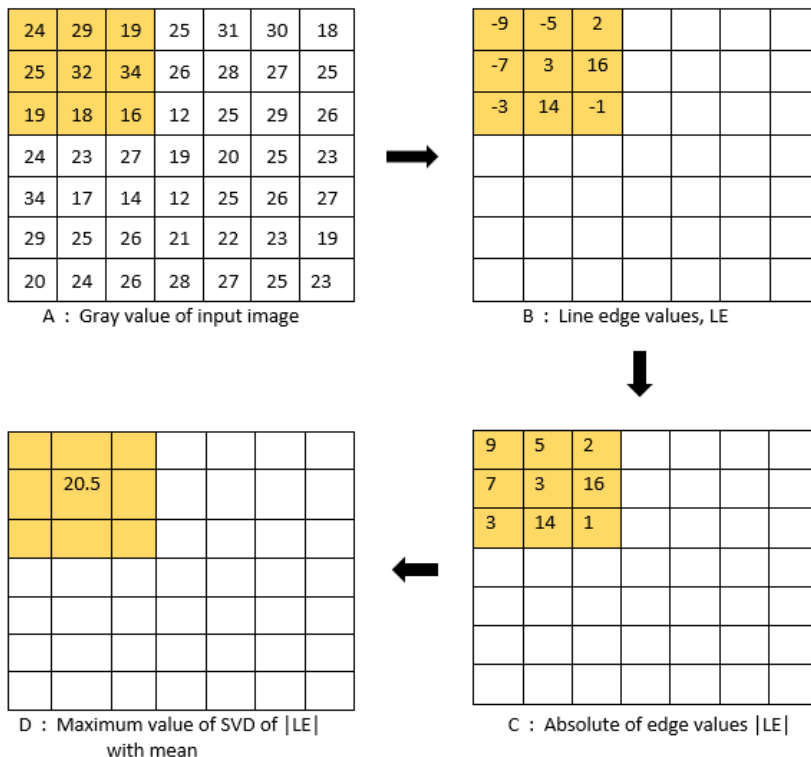 24 29 19 25 31 30 18
25 32 34 26 28 27 25
19 18 16 12 25 29 26
24 23 27 19 20 25 23
34 17 14 12 25 26 27
29 25 26 21 22 23 19
20 24 26 28 27 25 23
A : Gray value of input image
-9 -5 2
-7 3 16
-3 14 -1
B : Line edge values, LE
20.5
D : Maximum value of SVD of |LE|
with mean
9 5 2
7 3 16
3 14 1
C : Absolute of edge values |LE|